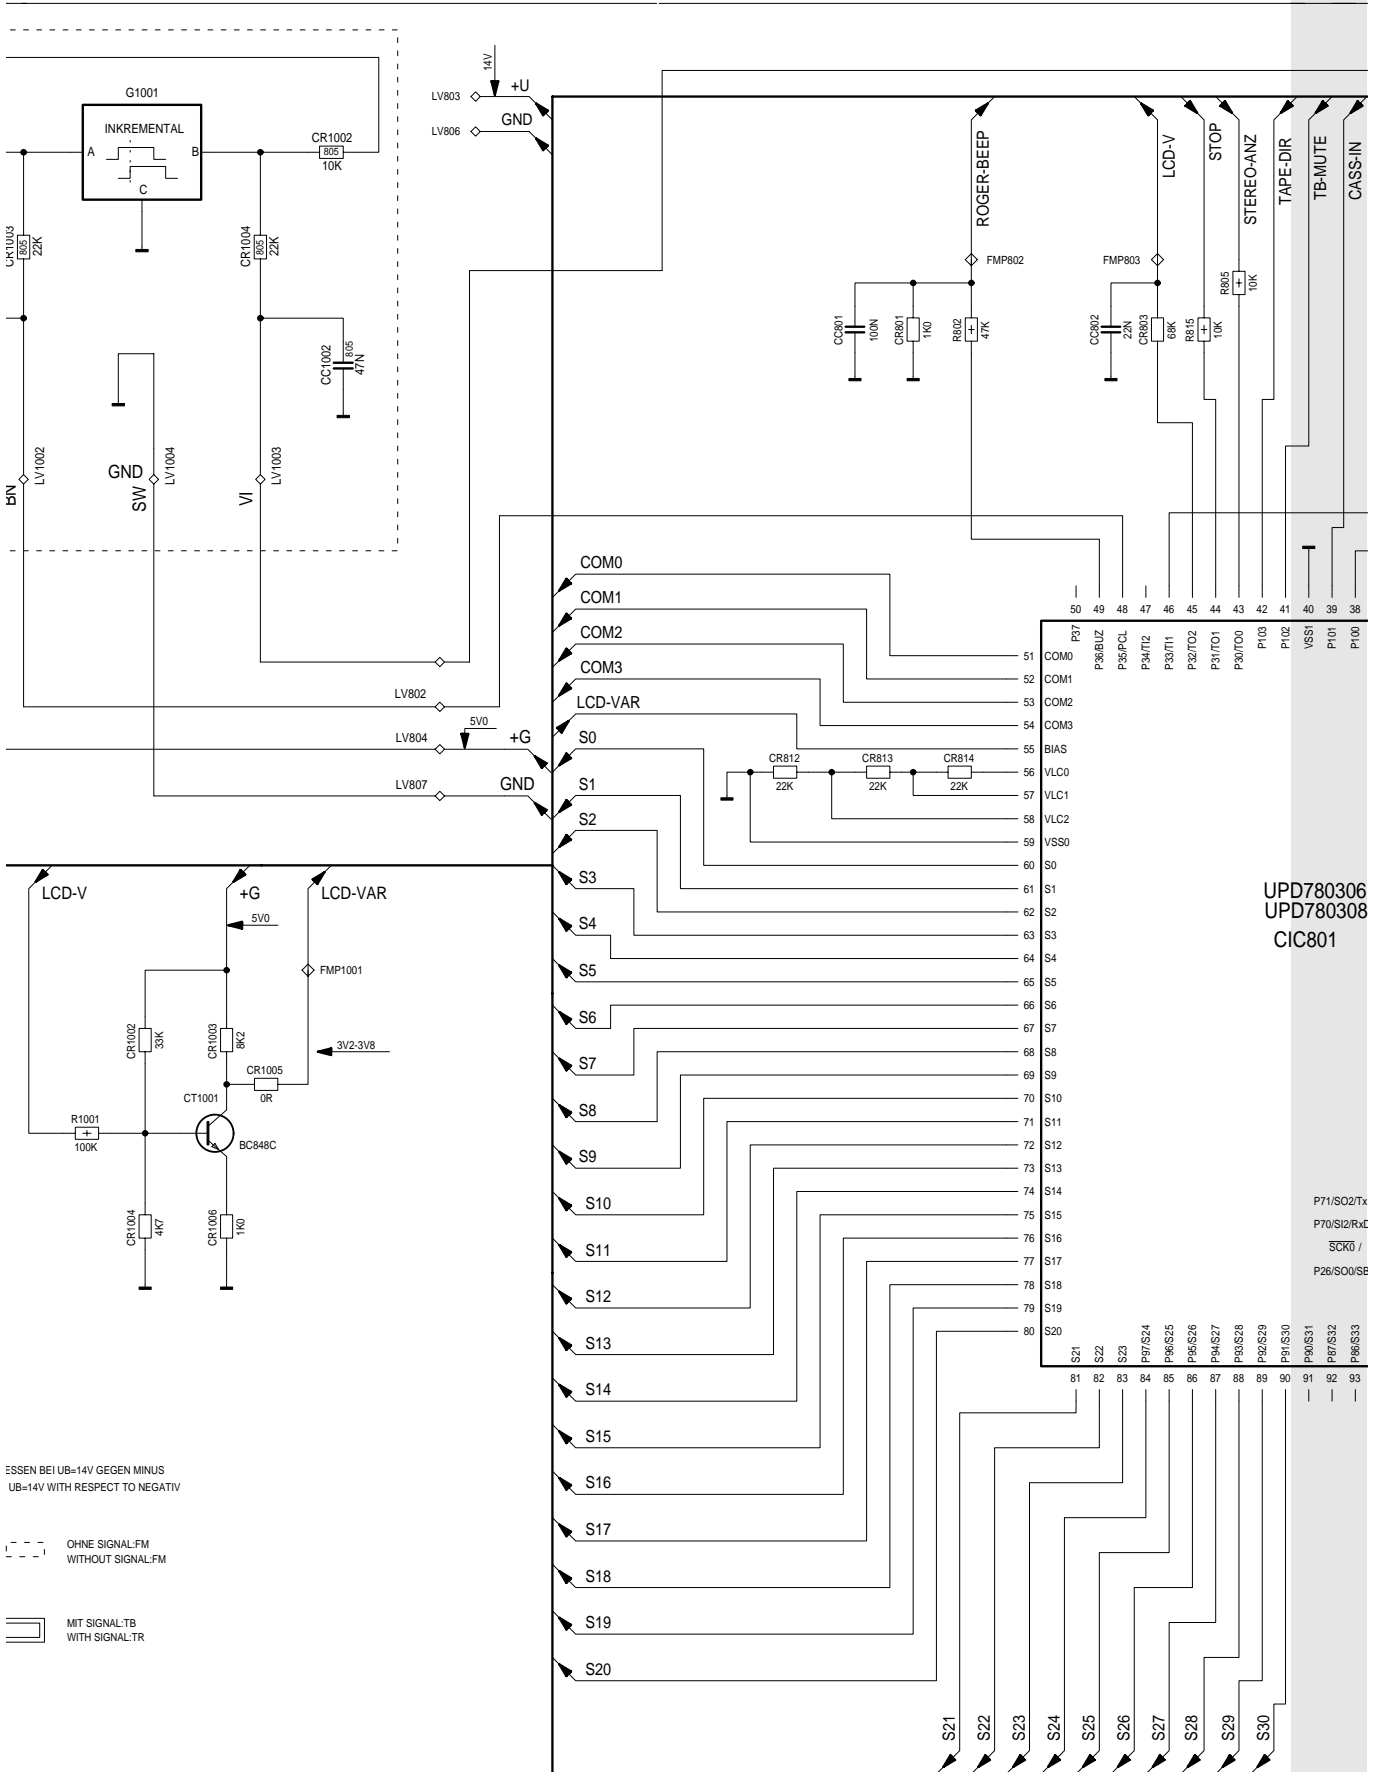 G1001
INKREMENTAL
A
B
C
CR1002
805
10K
CR1003
805
22K
CR1004
805
22K
CC1002
805
47N
BN
LV1002
GND
SW
LV1004
VI
LV1003
14V
LV803
+U
LV806
GND
ROGER-BEEP
LCD-V
STOP
STEREO-ANZ
TAPE-DIR
TB-MUTE
CASS-IN
FMP802
FMP803
CC801
100N
CR801
1K0
R802
47K
CC802
22N
CR803
68K
R815
10K
R805
10K
LV802
LV804
5V0
+G
LV807
GND
COM0
COM1
COM2
COM3
LCD-VAR
S0
S1
S2
S3
S4
S5
S6
S7
S8
S9
S10
S11
S12
S13
S14
S15
S16
S17
S18
S19
S20
CR812
22K
CR813
22K
CR814
22K
50 49 48 47 46 45 44 43 42 41 40 39 38
P37
P36/BUZ
P35/PCL
P34/TI2
P33/TI1
P32/TO2
P31/TO1
P30/TO0
P103
P102
VSS1
P101
P100
51 COM0
52 COM1
53 COM2
54 COM3
55 BIAS
56 VLC0
57 VLC1
58 VLC2
59 VSS0
60 S0
61 S1
62 S2
63 S3
64 S4
65 S5
66 S6
67 S7
68 S8
69 S9
70 S10
71 S11
72 S12
73 S13
74 S14
75 S15
76 S16
77 S17
78 S18
79 S19
80 S20
UPD780306
UPD780308
CIC801
P71/SO2/Tx
P70/SI2/RxD
SCK0 /
P26/SO0/SB
S21
S22
S23
P97/S24
P96/S25
P95/S26
P94/S27
P93/S28
P92/S29
P91/S30
P90/S31
P87/S32
P86/S33
81 82 83 84 85 86 87 88 89 90 91 92 93
S21
S22
S23
S24
S25
S26
S27
S28
S29
S30
LCD-V
+G
LCD-VAR
5V0
FMP1001
CR1002
33K
CR1003
8K2
3V2-3V8
CR1005
0R
CT1001
BC848C
R1001
100K
CR1004
4K7
CR1006
1K0
ESSEN BEI UB=14V GEGEN MINUS
UB=14V WITH RESPECT TO NEGATIV
OHNE SIGNAL:FM
WITHOUT SIGNAL:FM
MIT SIGNAL:TB
WITH SIGNAL:TR